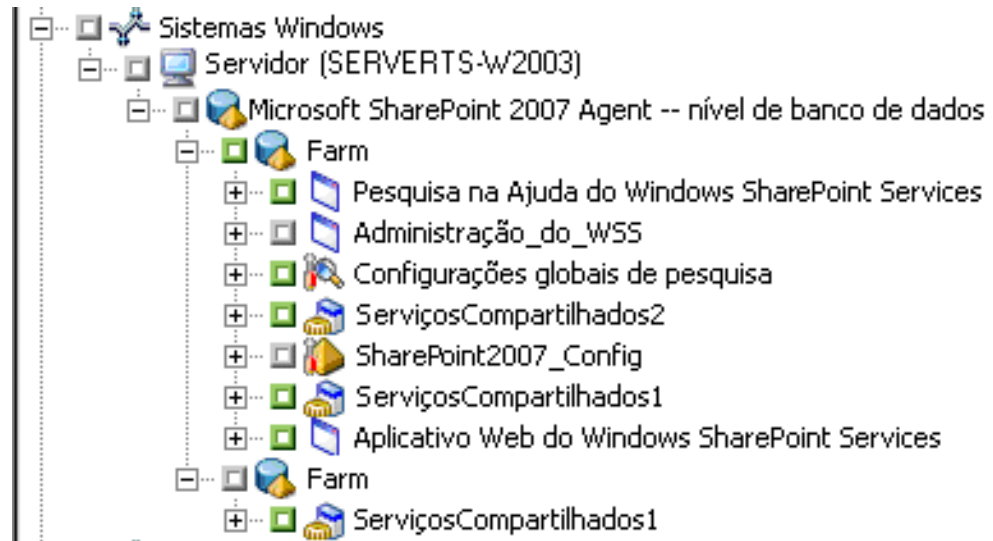 Sistemas Windows
Servidor (SERVERTS-W2003)
Microsoft SharePoint 2007 Agent -- nível de banco de dados
Farm
Pesquisa na Ajuda do Windows SharePoint Services
Administração_do_WSS
Configurações globais de pesquisa
ServiçosCompartilhados2
SharePoint2007_Config
ServiçosCompartilhados1
Aplicativo Web do Windows SharePoint Services
Farm
ServiçosCompartilhados1